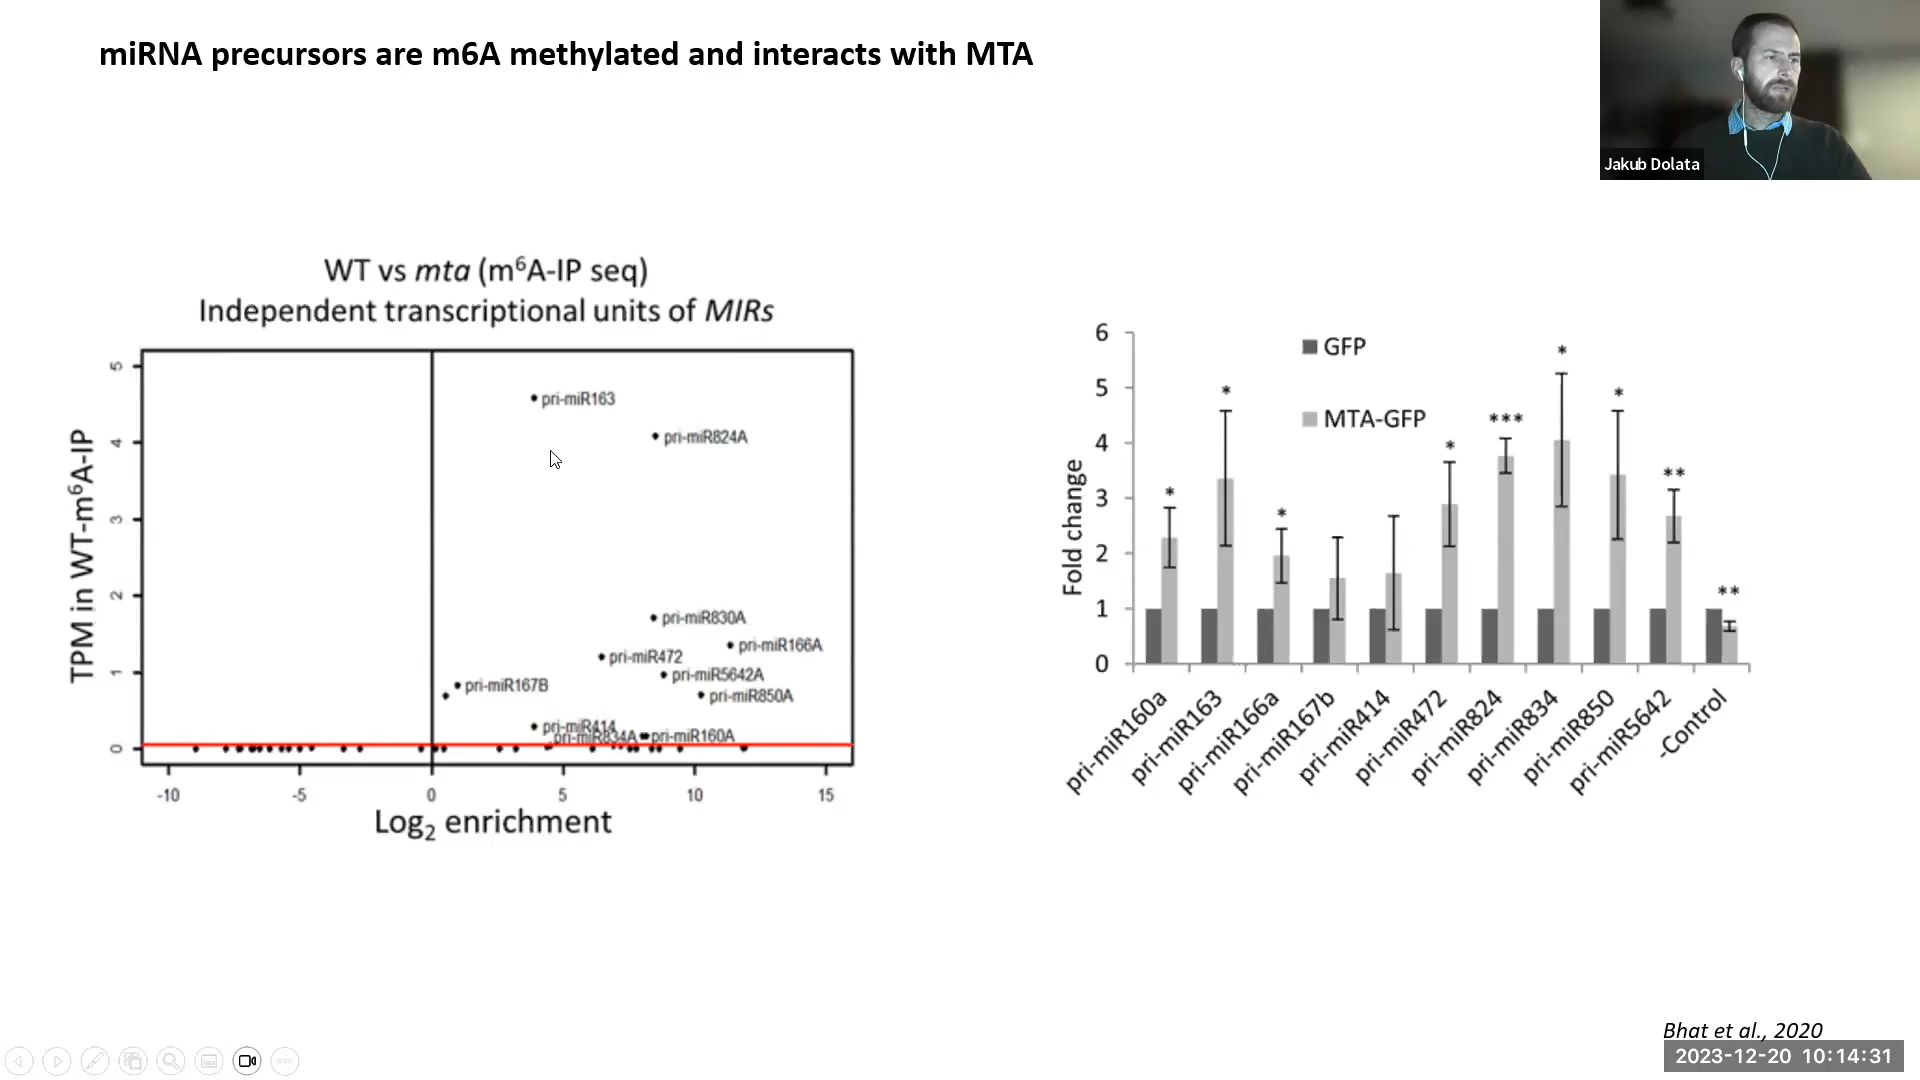 miRNA precursors are m6A methylated and interacts with MTA
Jakub Dolata
WT vs mta (m⁶A-IP seq)
Independent transcriptional units of MIRs
TPM in WT-m⁶A-IP
5
4
3
2
1
0
pri-miR163
pri-miR824A
pri-miR830A
pri-miR166A
pri-miR472
pri-miR5642A
pri-miR167B
pri-miR850A
pri-miR414
pri-miR834A
pri-miR160A
-10 -5 0 5 10 15
Log₂ enrichment
Fold change
6
5
4
3
2
1
0
GFP
MTA-GFP
* * * * *** * * ** **
pri-miR160a
pri-miR163
pri-miR166a
pri-miR167b
pri-miR414
pri-miR472
pri-miR824
pri-miR834
pri-miR850
pri-miR5642
-Control
Bhat et al., 2020
2023-12-20 10:14:31